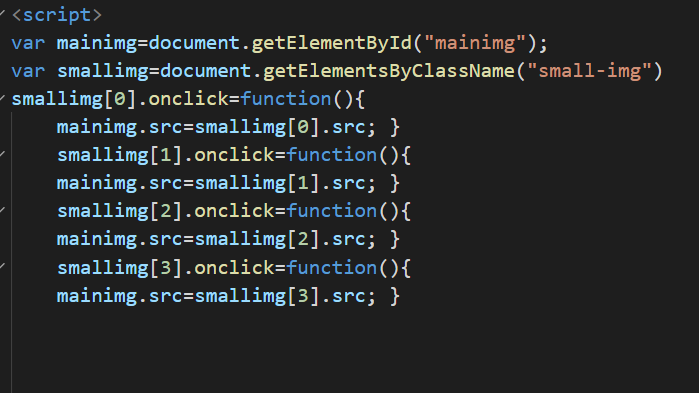 <script>
var mainimg=document.getElementById("mainimg");
var smallimg=document.getElementsByClassName("small-img")
smallimg[0].onclick=function(){
    mainimg.src=smallimg[0].src; }
    smallimg[1].onclick=function(){
    mainimg.src=smallimg[1].src; }
    smallimg[2].onclick=function(){
    mainimg.src=smallimg[2].src; }
    smallimg[3].onclick=function(){
    mainimg.src=smallimg[3].src; }